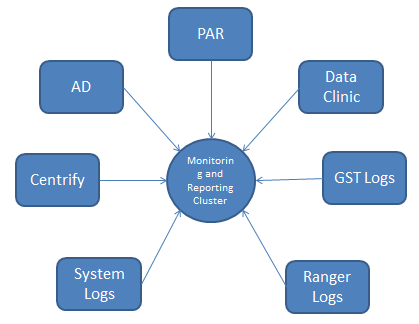 PAR
AD
Data
Clinic
Monitorin
g and
Reporting
Cluster
Centrify
GST Logs
System
Logs
Ranger
Logs